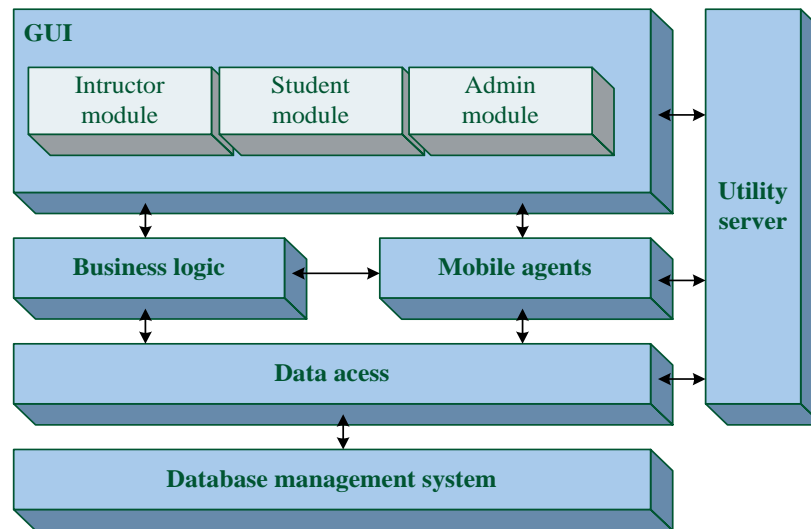 GUI
Intructor
module
Student
module
Admin
module
Utility
server
Business logic
Mobile agents
Data acess
Database management system